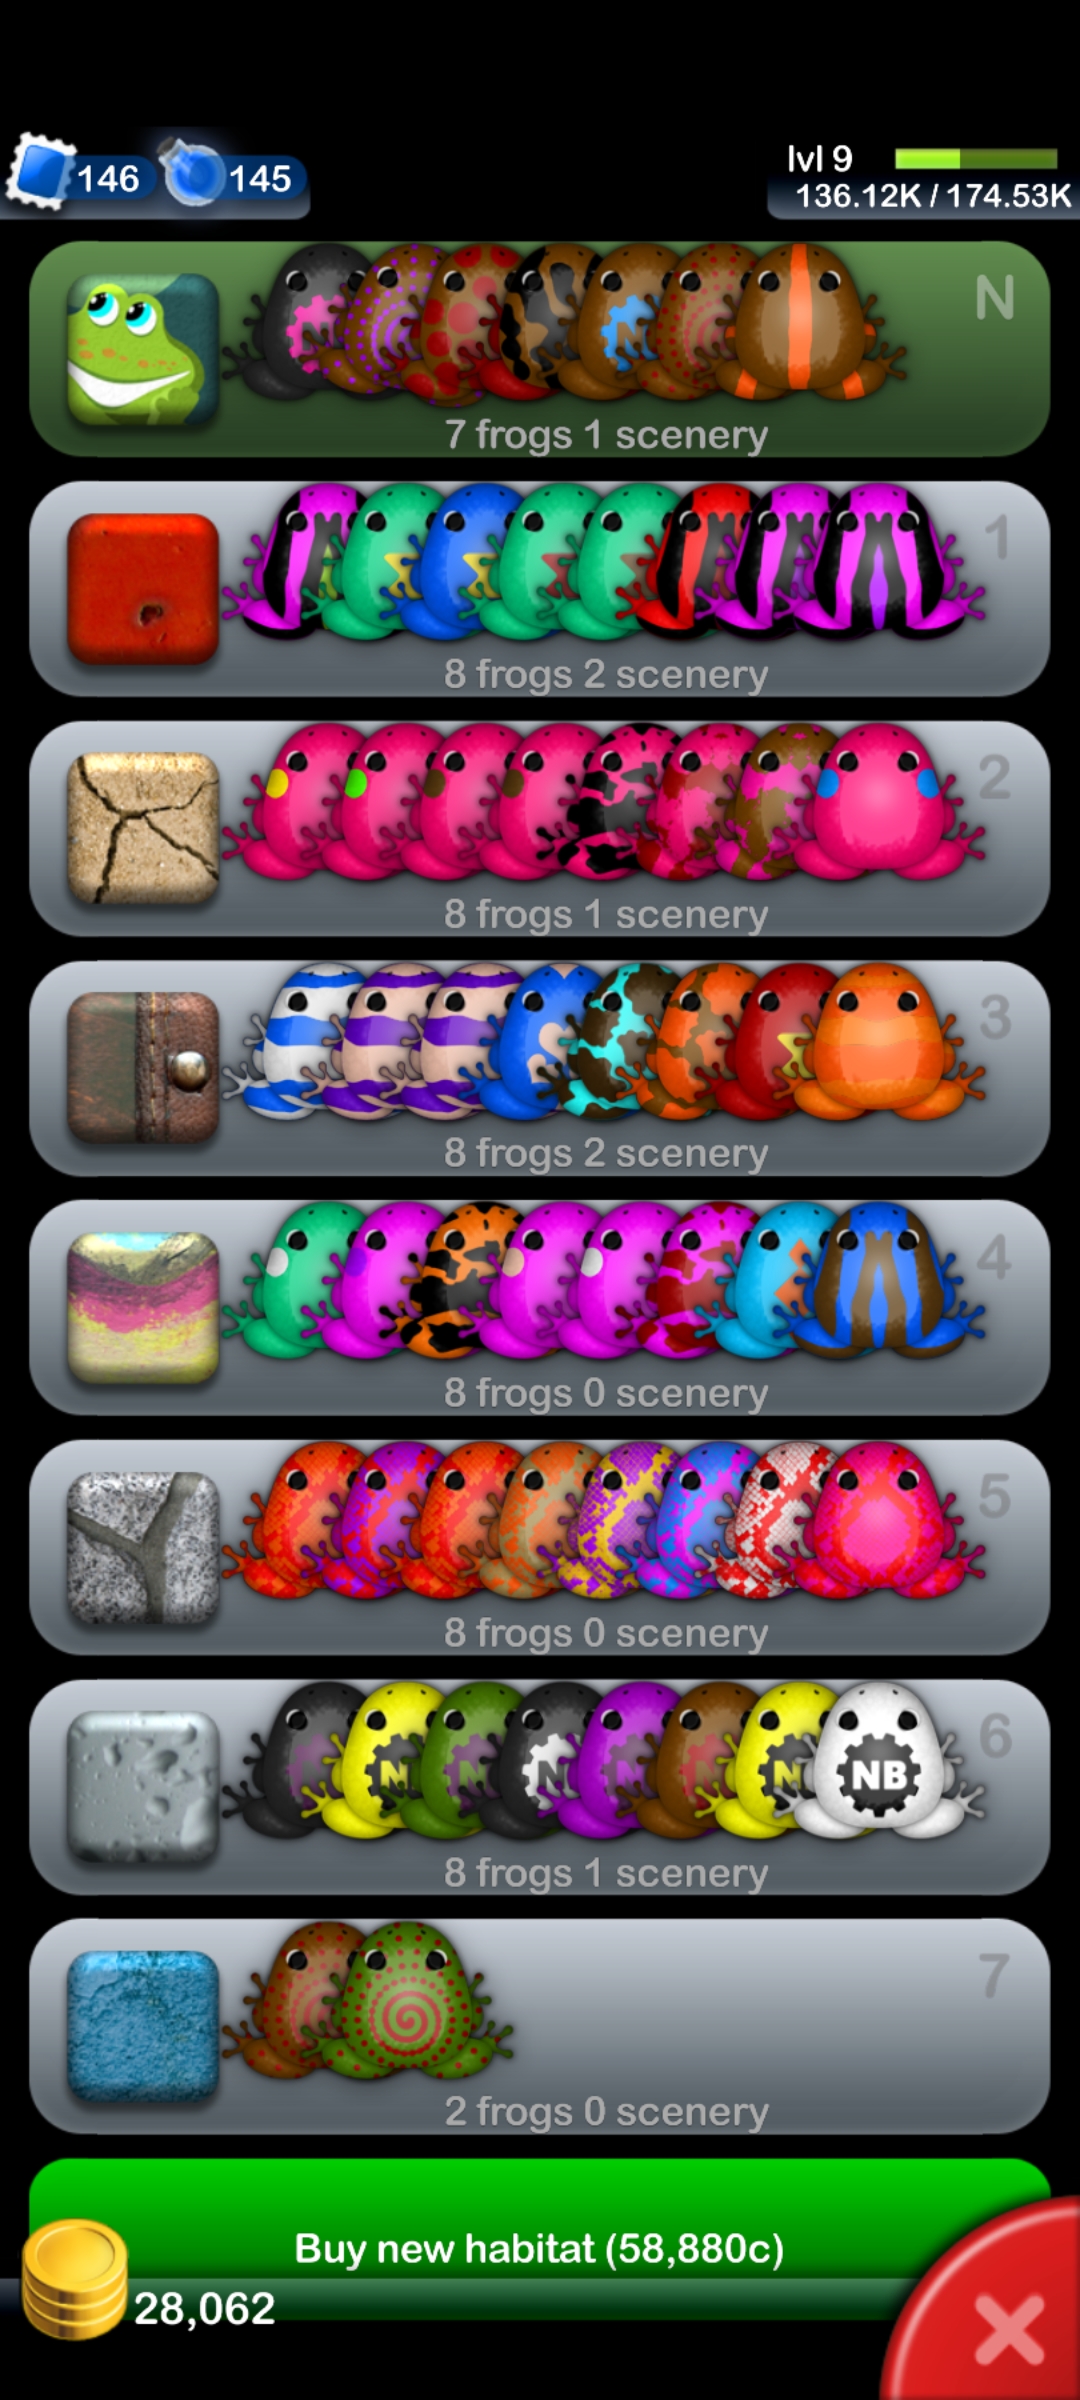 146 145
lvl 9
136.12K / 174.53K
N
N N
7 frogs 1 scenery
1
8 frogs 2 scenery
2
8 frogs 1 scenery
3
8 frogs 2 scenery
4
8 frogs 0 scenery
5
8 frogs 0 scenery
6
N N N N N N N NB
8 frogs 1 scenery
7
2 frogs 0 scenery
Buy new habitat (58,880c)
28,062